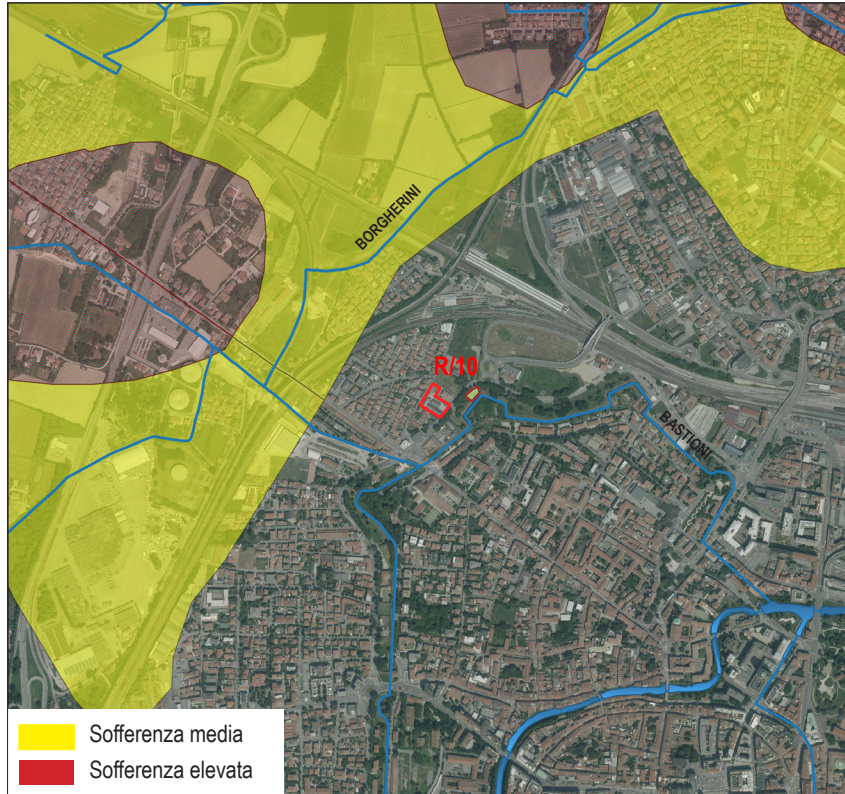 BORGHERINI
R/10
BASTIONI
Sofferenza media
Sofferenza elevata